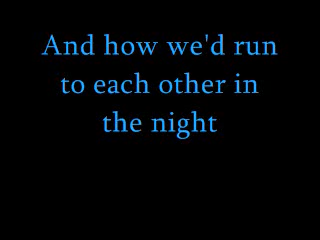 And how we'd run
to each other in
the night